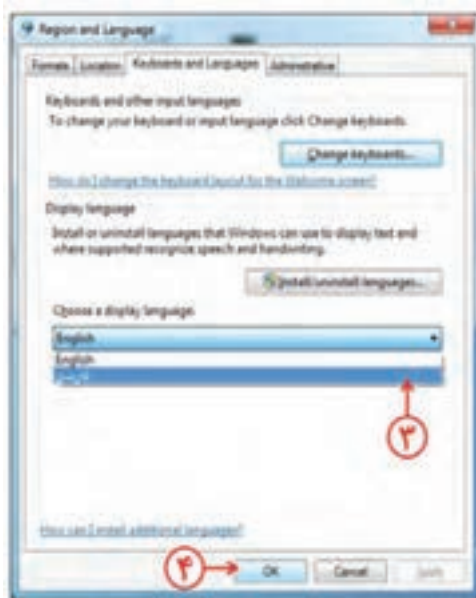 Region and Language
Formats Location Keyboards and Languages Administrative
Keyboards and other input languages
To change your keyboard or input language click Change keyboards.
Change keyboards...
How do I change the keyboard layout for the Welcome screen?
Display language
Install or uninstall languages that Windows can use to display text and
where supported recognize speech and handwriting.
Install/uninstall languages...
Choose a display language:
English
English
۳
How can I install additional languages?
۴
OK Cancel Apply